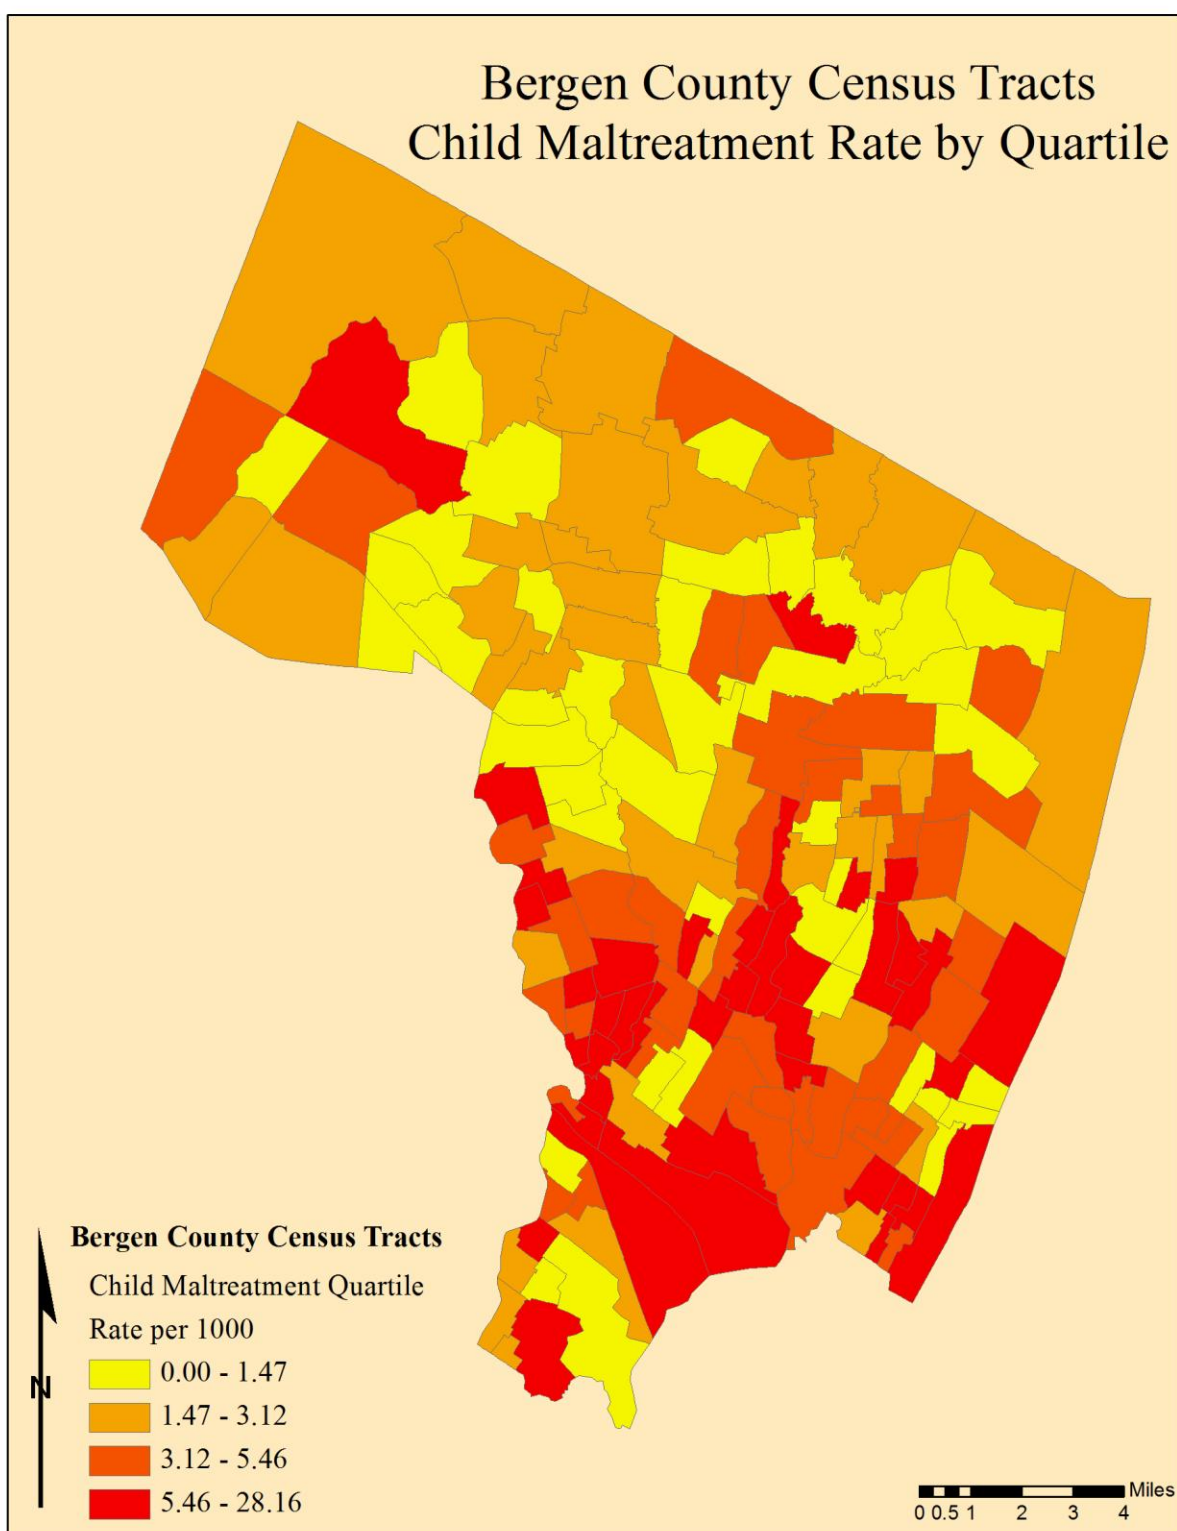 Bergen County Census Tracts
Child Maltreatment Rate by Quartile
Bergen County Census Tracts
Child Maltreatment Quartile
Rate per 1000
0.00 - 1.47
1.47 - 3.12
3.12 - 5.46
5.46 - 28.16
N
Miles
0 0.5 1 2 3 4